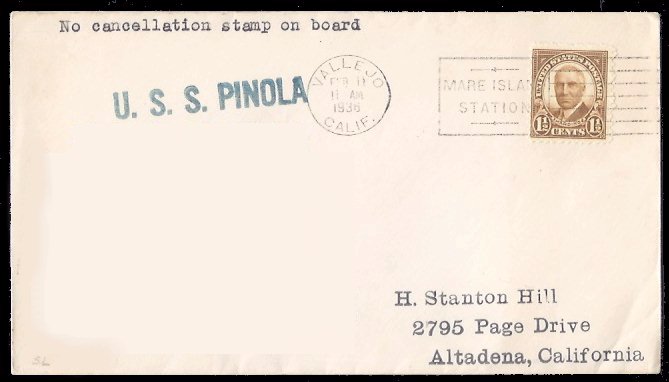 No cancellation stamp on board
U. S. S. PINOLA
VALLEJO
FEB 11
11 AM
1936
CALIF.
MARE ISLAN
STATION
UNITED STATES POSTAGE
1½ CENTS 1½
H. Stanton Hill
2795 Page Drive
Altadena, California